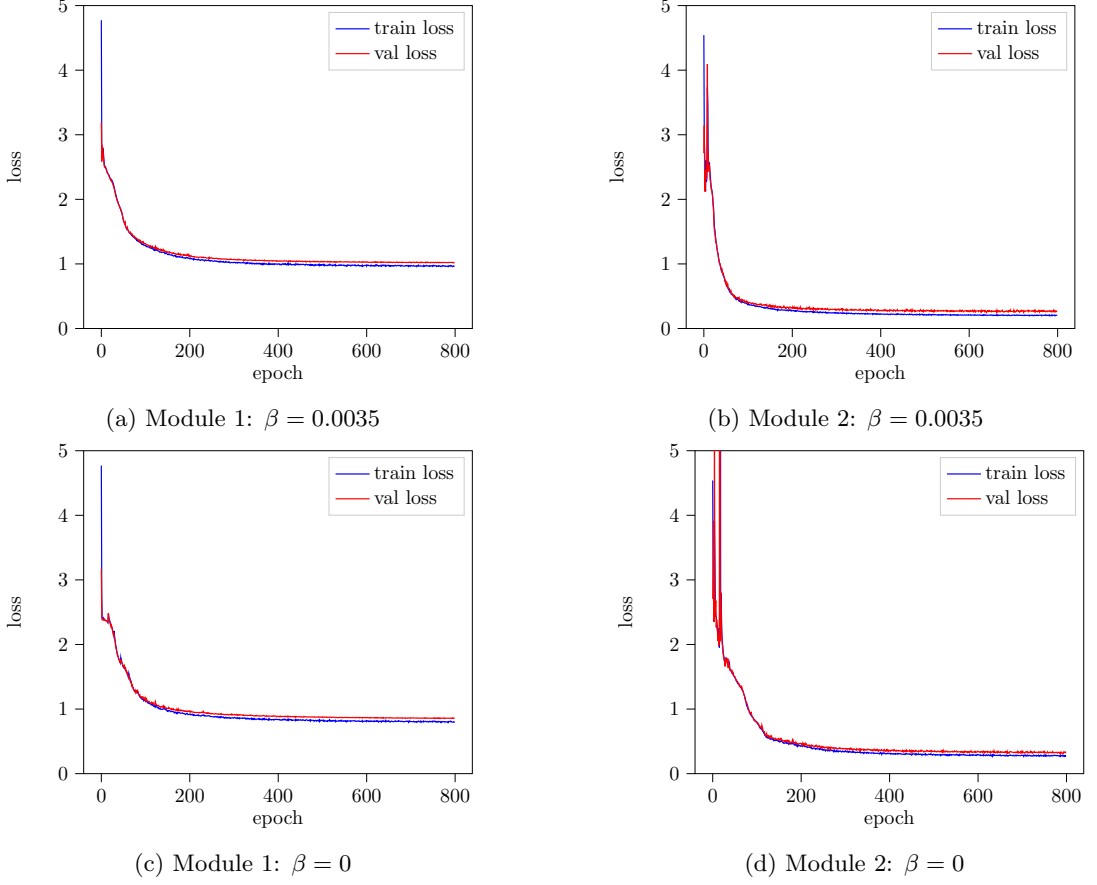 5
4
3
2
1
0
loss
0 200 400 600 800
epoch
train loss
val loss
(a) Module 1: β = 0.0035
5
4
3
2
1
0
loss
0 200 400 600 800
epoch
train loss
val loss
(b) Module 2: β = 0.0035
5
4
3
2
1
0
loss
0 200 400 600 800
epoch
train loss
val loss
(c) Module 1: β = 0
5
4
3
2
1
0
loss
0 200 400 600 800
epoch
train loss
val loss
(d) Module 2: β = 0